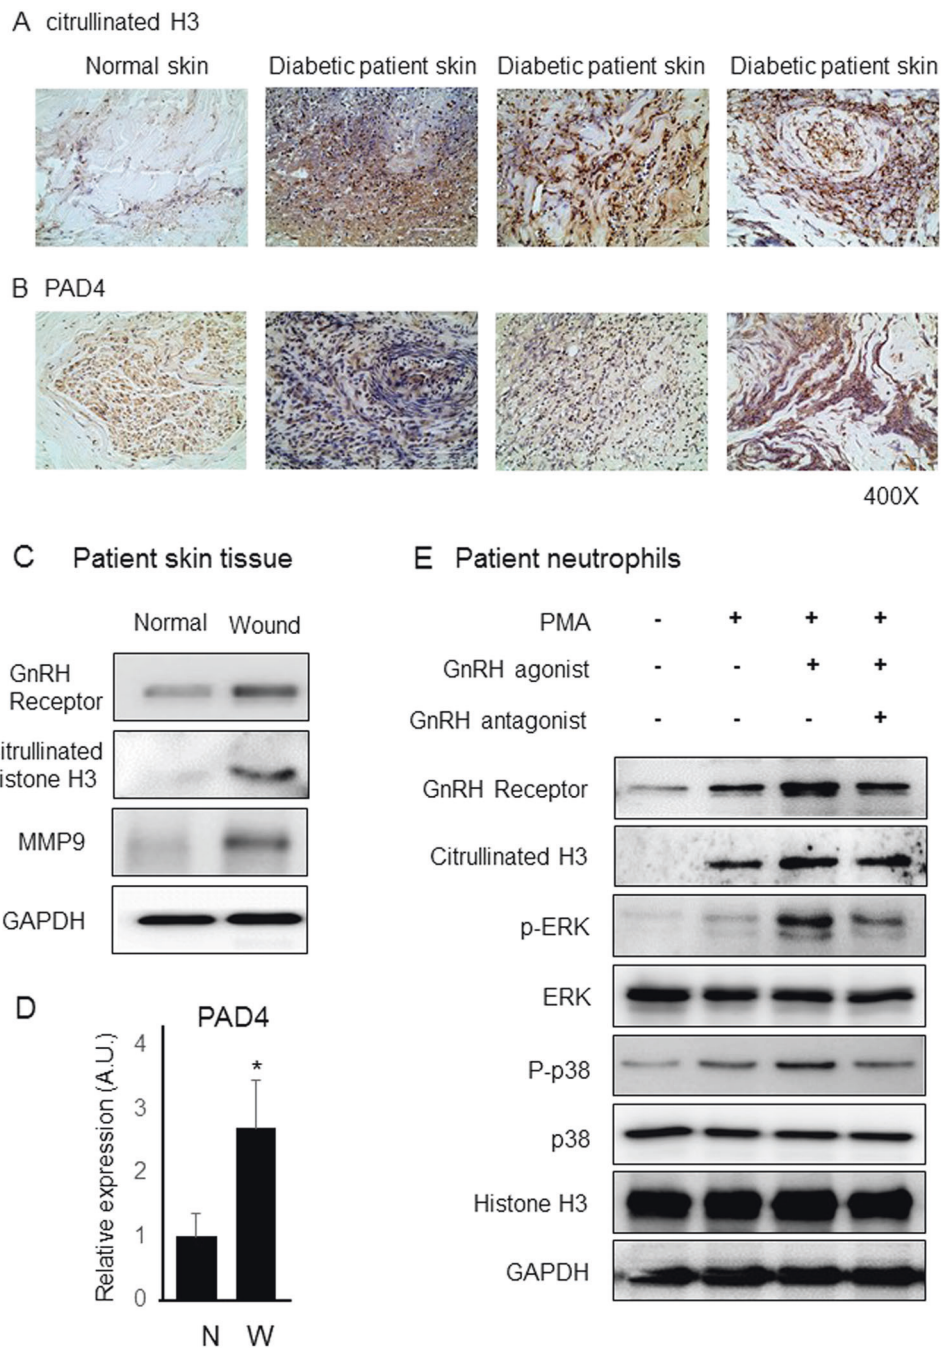 A citrullinated H3
Normal skin Diabetic patient skin Diabetic patient skin Diabetic patient skin
B PAD4
400X
C Patient skin tissue
Normal Wound
GnRH
Receptor
itrullinated
istone H3
MMP9
GAPDH
D
PAD4
Relative expression (A.U.)
4
*
3
2
1
0
N W
E Patient neutrophils
PMA - + + +
GnRH agonist - - + +
GnRH antagonist - - - +
GnRH Receptor
Citrullinated H3
p-ERK
ERK
P-p38
p38
Histone H3
GAPDH